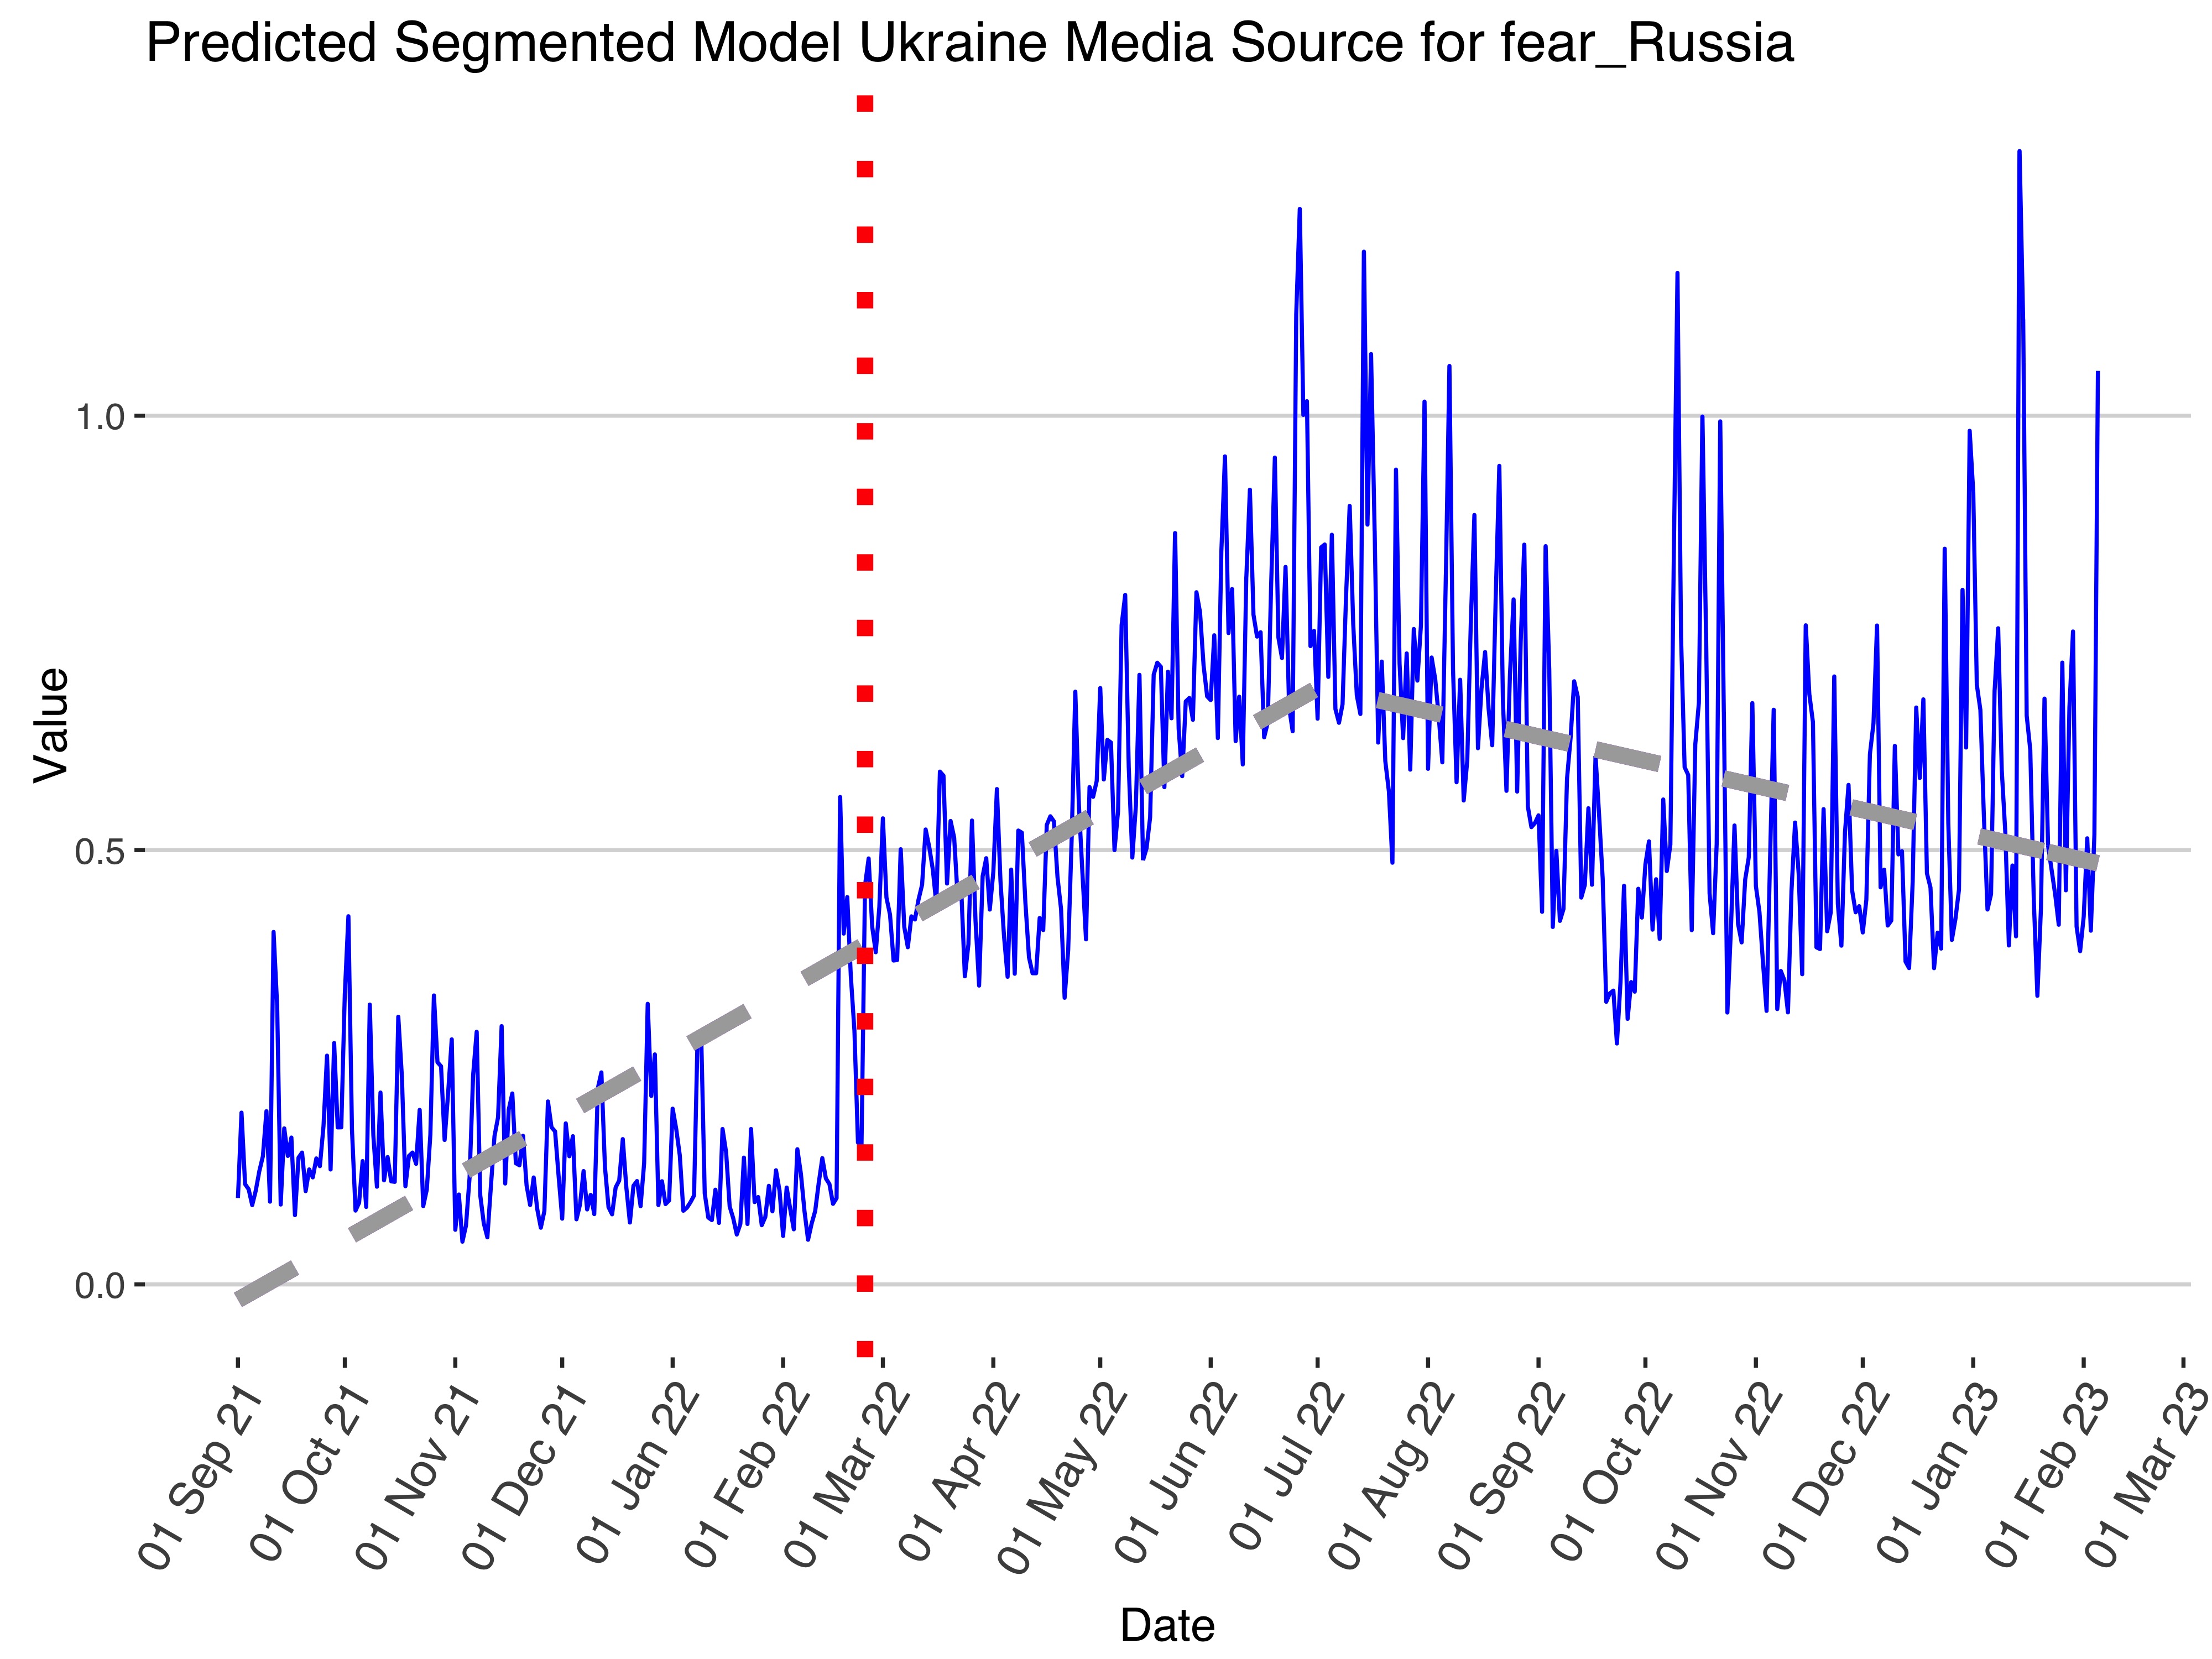 Predicted Segmented Model Ukraine Media Source for fear_Russia
Value
1.0
0.5
0.0
01 Sep 21
01 Oct 21
01 Nov 21
01 Dec 21
01 Jan 22
01 Feb 22
01 Mar 22
01 Apr 22
01 May 22
01 Jun 22
01 Jul 22
01 Aug 22
01 Sep 22
01 Oct 22
01 Nov 22
01 Dec 22
01 Jan 23
01 Feb 23
01 Mar 23
Date